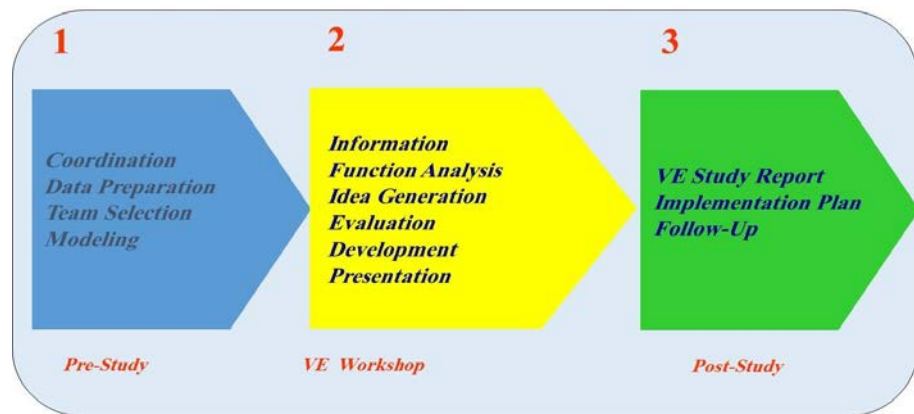 1
Coordination
Data Preparation
Team Selection
Modeling
Pre-Study
2
Information
Function Analysis
Idea Generation
Evaluation
Development
Presentation
VE Workshop
3
VE Study Report
Implementation Plan
Follow-Up
Post-Study